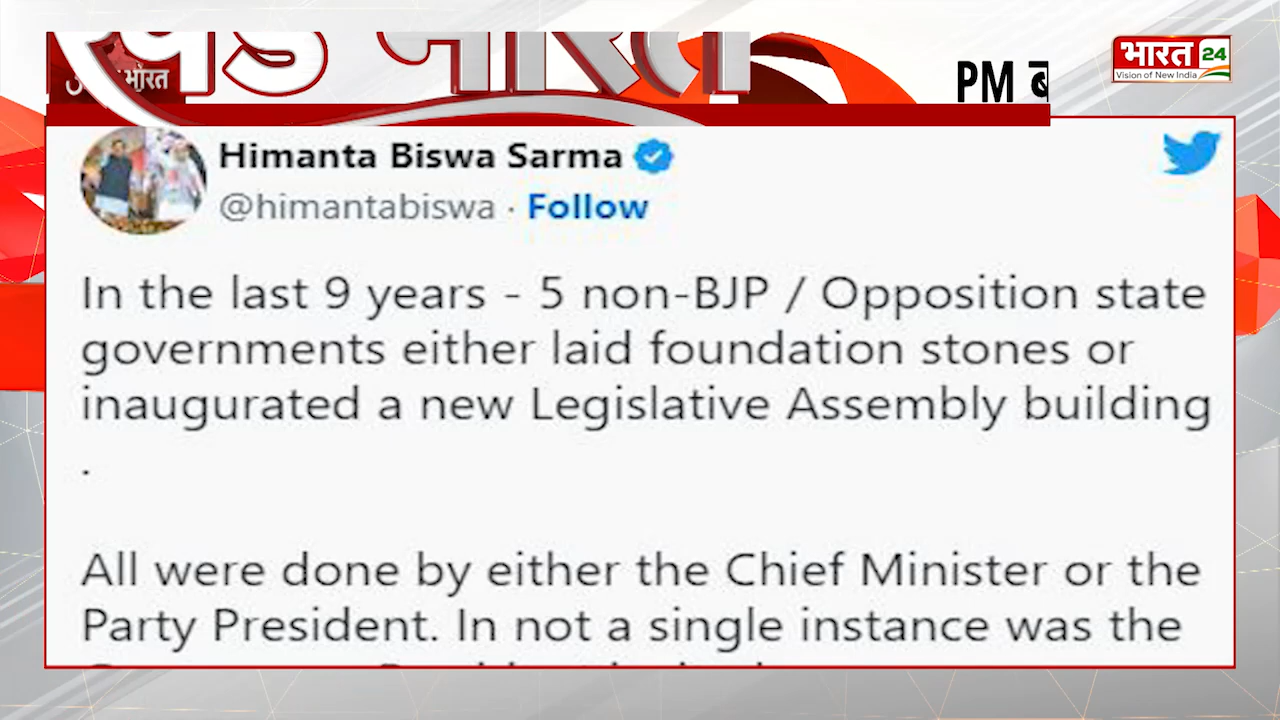 खंड भारत
भारत
PM
भारत 24
Vision of New India
Himanta Biswa Sarma
@himantabiswa · Follow
In the last 9 years - 5 non-BJP / Opposition state
governments either laid foundation stones or
inaugurated a new Legislative Assembly building
.
All were done by either the Chief Minister or the
Party President. In not a single instance was the